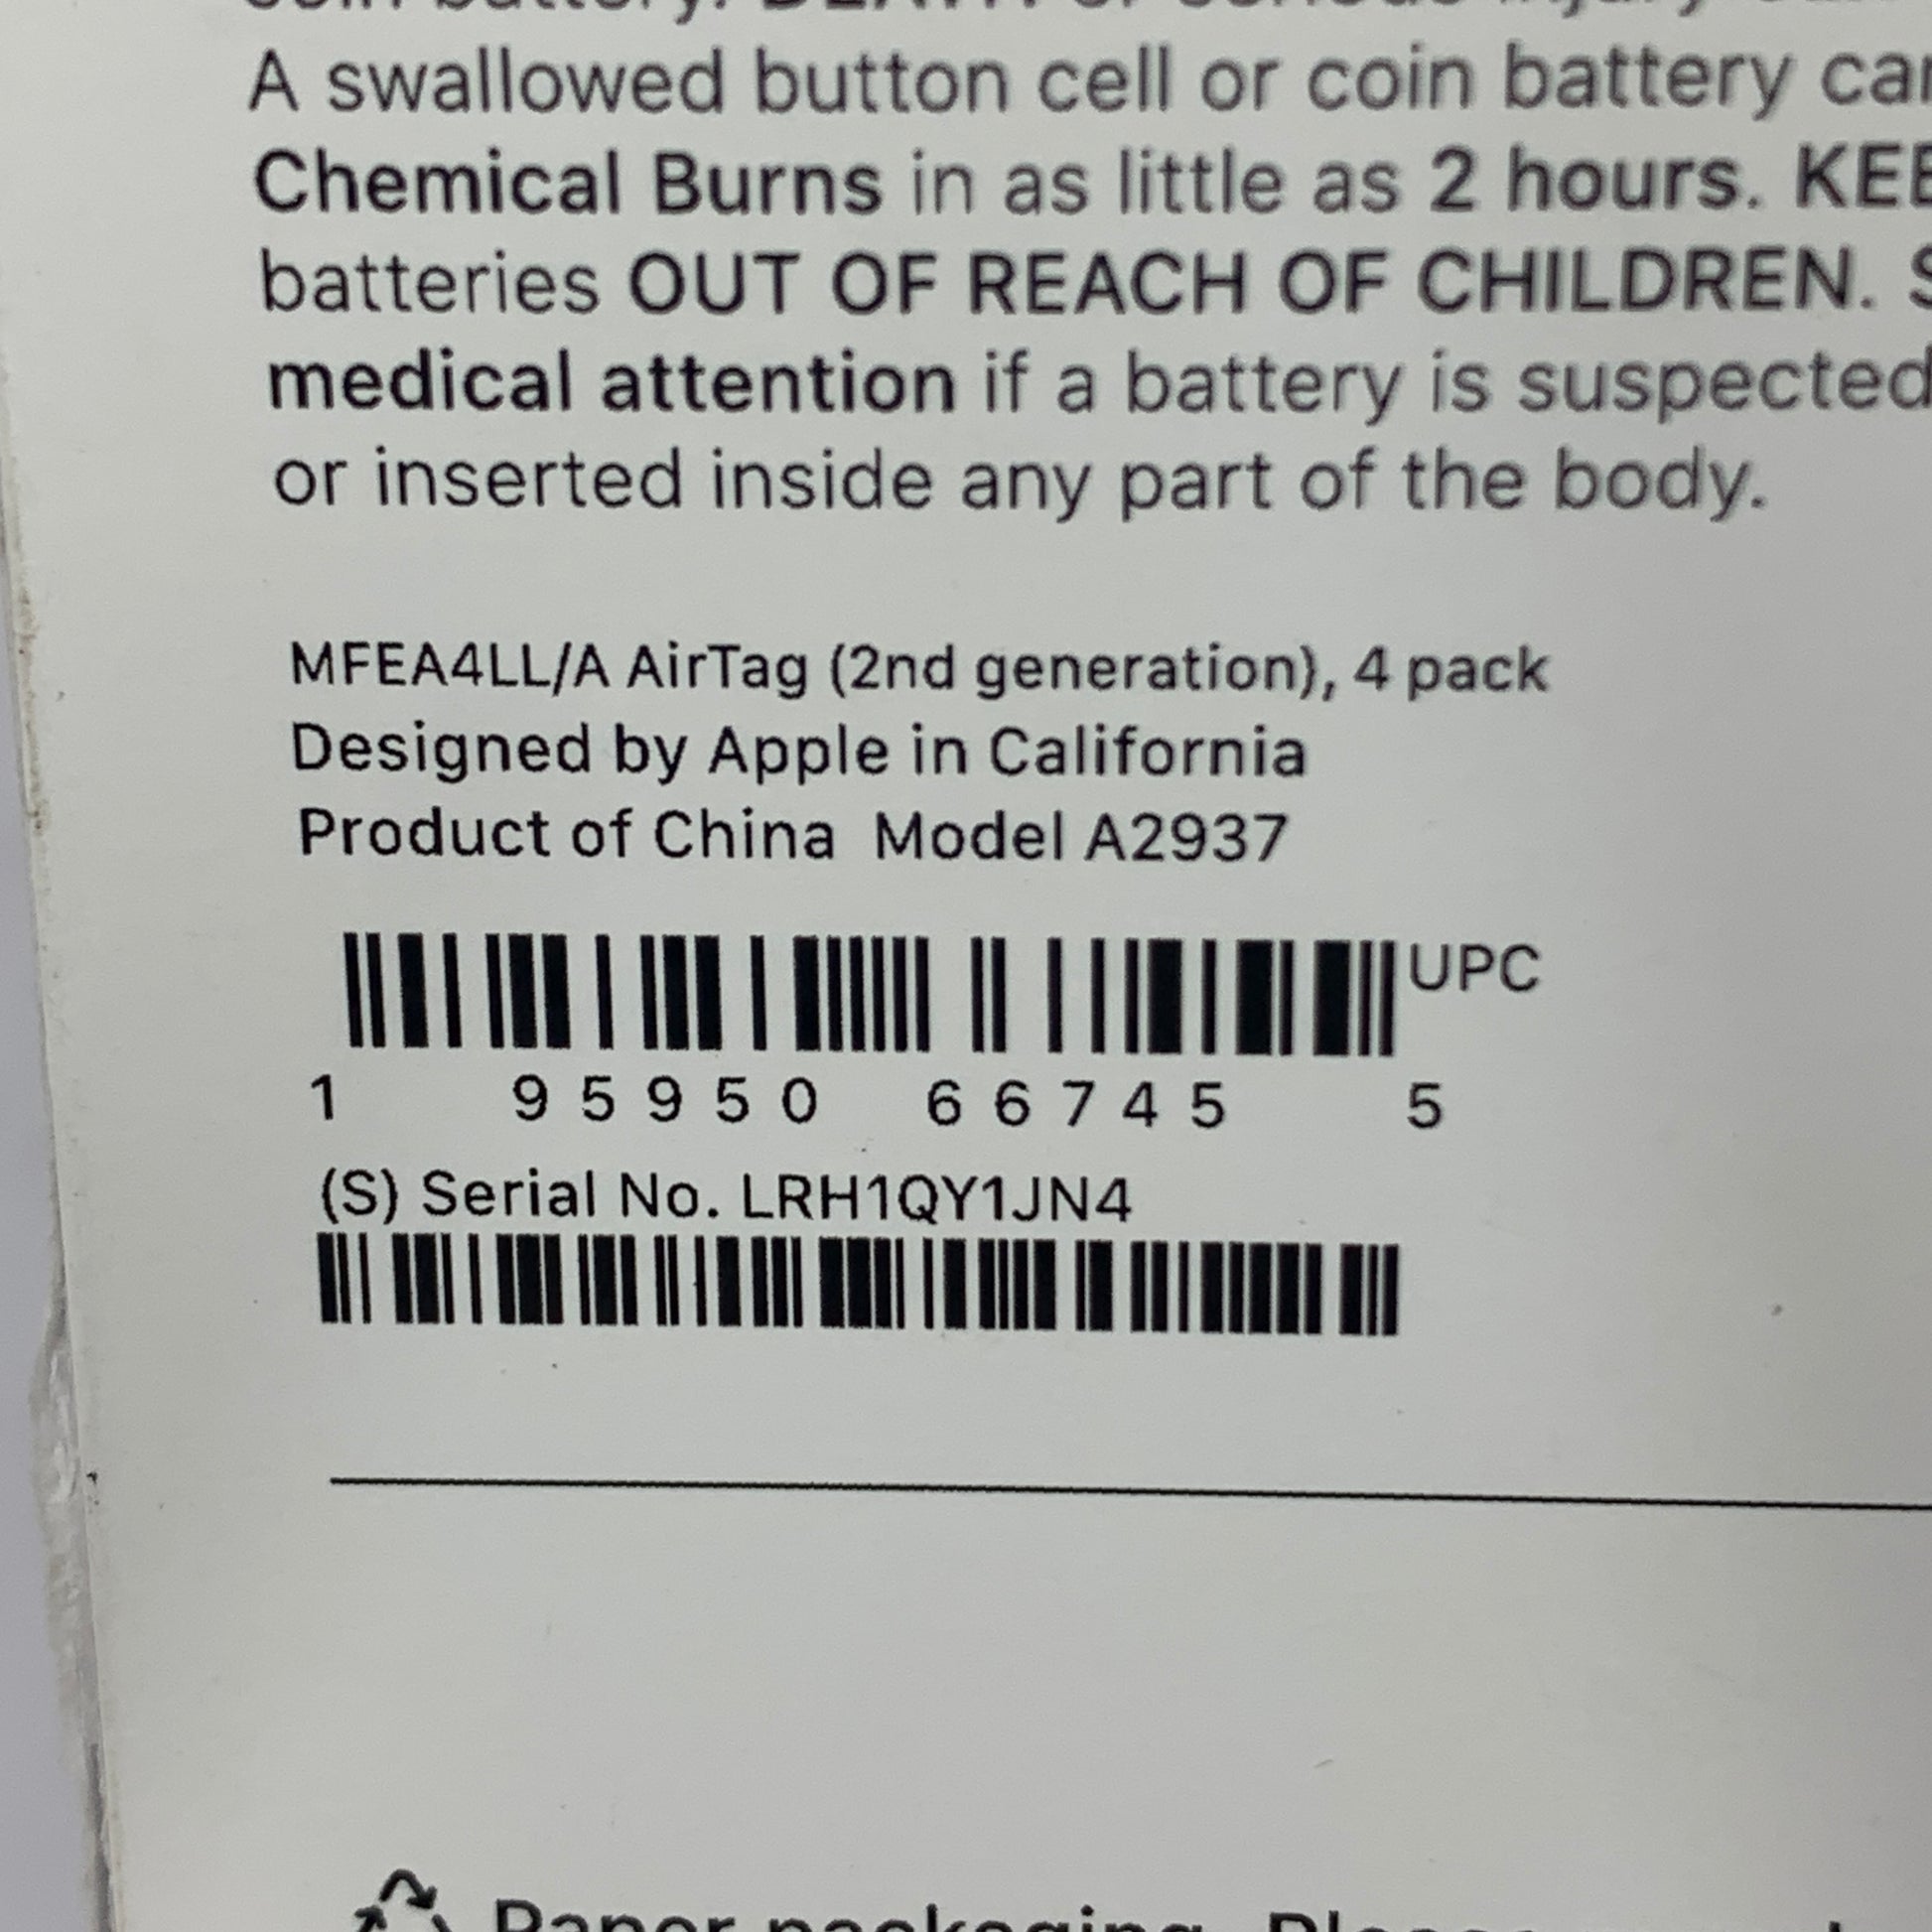 A swallowed button cell or coin battery
Chemical Burns in as little as 2 hours.
batteries OUT OF REACH OF CHILDREN.
medical attention if a battery is suspected
or inserted inside any part of the body.
MFEA4LL/A AirTag (2nd generation), 4 pack
Designed by Apple in California
Product of China Model A2937
UPC
1 95950 66745 5
(S) Serial No. LRH1QY1JN4
Paper packaging.